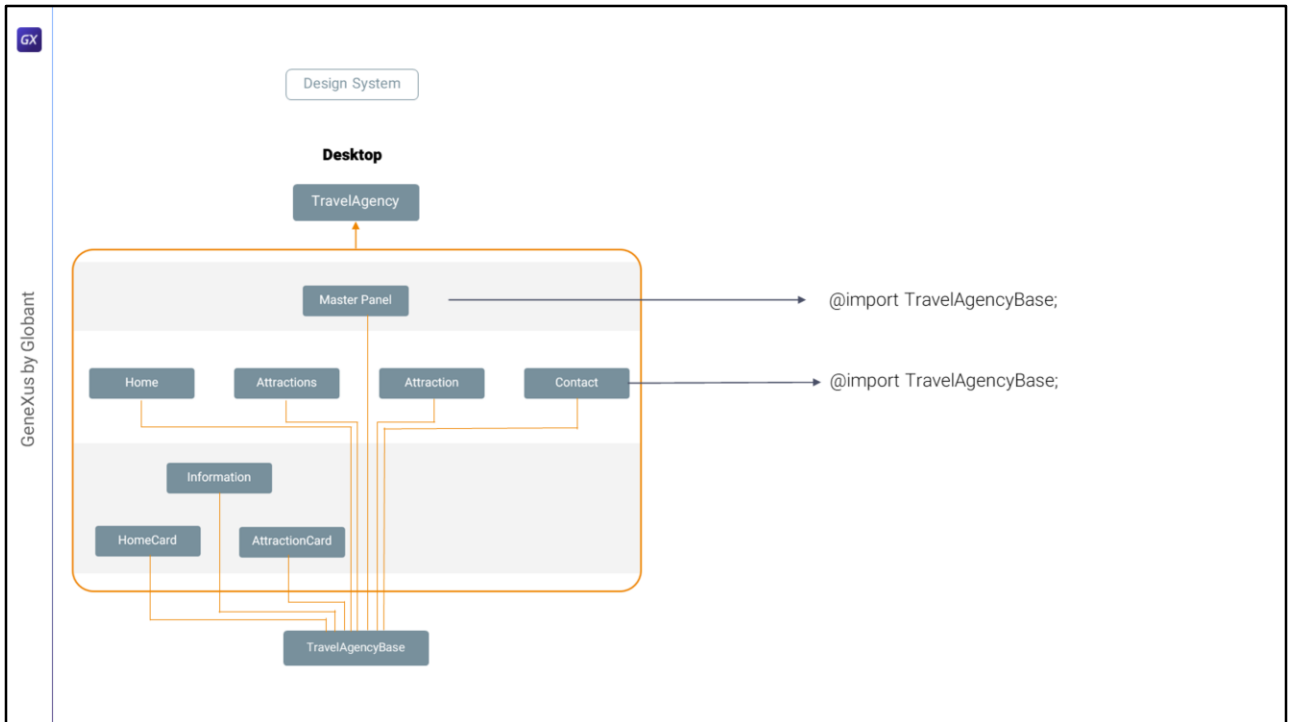 GX
GeneXus by Globant
Design System
Desktop
TravelAgency
Master Panel
@import TravelAgencyBase;
Home
Attractions
Attraction
Contact
@import TravelAgencyBase;
Information
HomeCard
AttractionCard
TravelAgencyBase